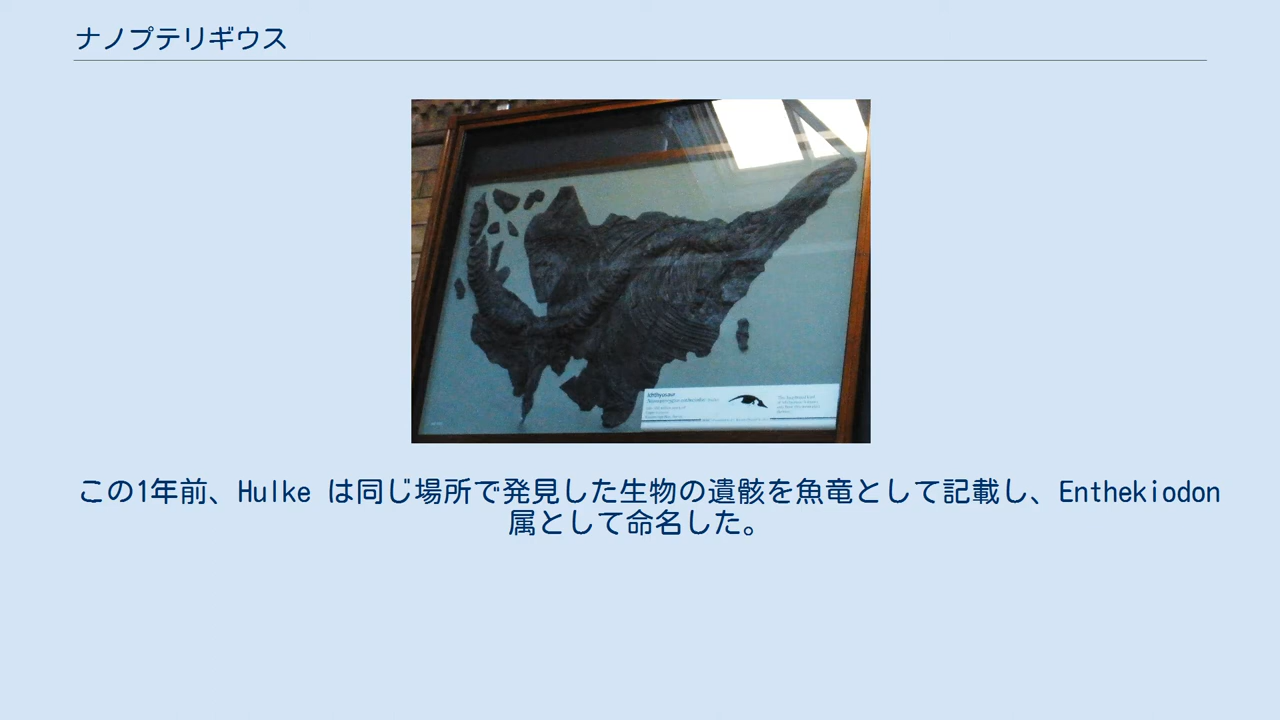 ナノプテリギウス
Ichthyosaur
この1年前、Hulke は同じ場所で発見した生物の遺骸を魚竜として記載し、Enthekiodon
属として命名した。